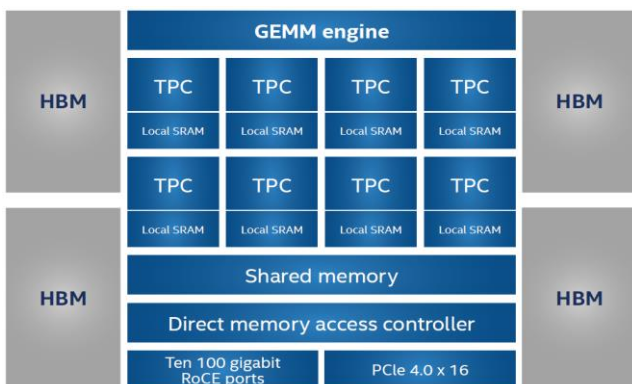 GEMM engine
HBM
HBM
TPC
TPC
TPC
TPC
Local SRAM
Local SRAM
Local SRAM
Local SRAM
TPC
TPC
TPC
TPC
Local SRAM
Local SRAM
Local SRAM
Local SRAM
HBM
HBM
Shared memory
Direct memory access controller
Ten 100 gigabit
RoCE ports
PCIe 4.0 x 16